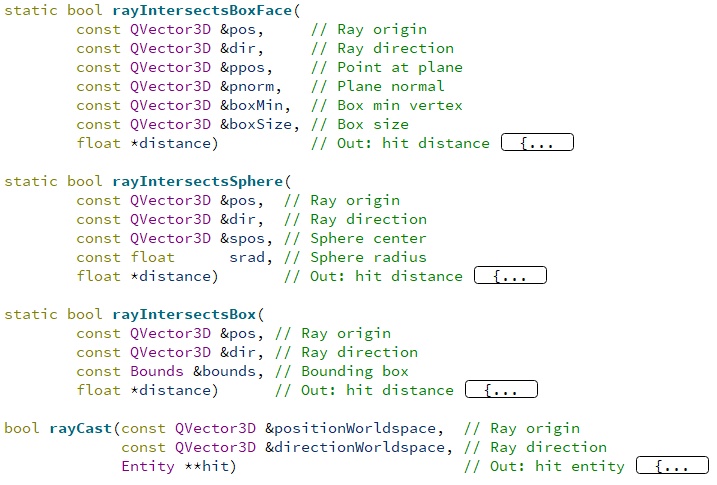 static bool rayIntersectsBoxFace(
        const QVector3D &pos,     // Ray origin
        const QVector3D &dir,     // Ray direction
        const QVector3D &ppos,    // Point at plane
        const QVector3D &pnorm,   // Plane normal
        const QVector3D &boxMin,  // Box min vertex
        const QVector3D &boxSize, // Box size
        float *distance)          // Out: hit distance {...
static bool rayIntersectsSphere(
        const QVector3D &pos,  // Ray origin
        const QVector3D &dir,  // Ray direction
        const QVector3D &spos, // Sphere center
        const float      srad, // Sphere radius
        float *distance)       // Out: hit distance {...
static bool rayIntersectsBox(
        const QVector3D &pos, // Ray origin
        const QVector3D &dir, // Ray direction
        const Bounds &bounds, // Bounding box
        float *distance)      // Out: hit distance {...
bool rayCast(const QVector3D &positionWorldspace,  // Ray origin
             const QVector3D &directionWorldspace, // Ray direction
             Entity **hit)                         // Out: hit entity {...